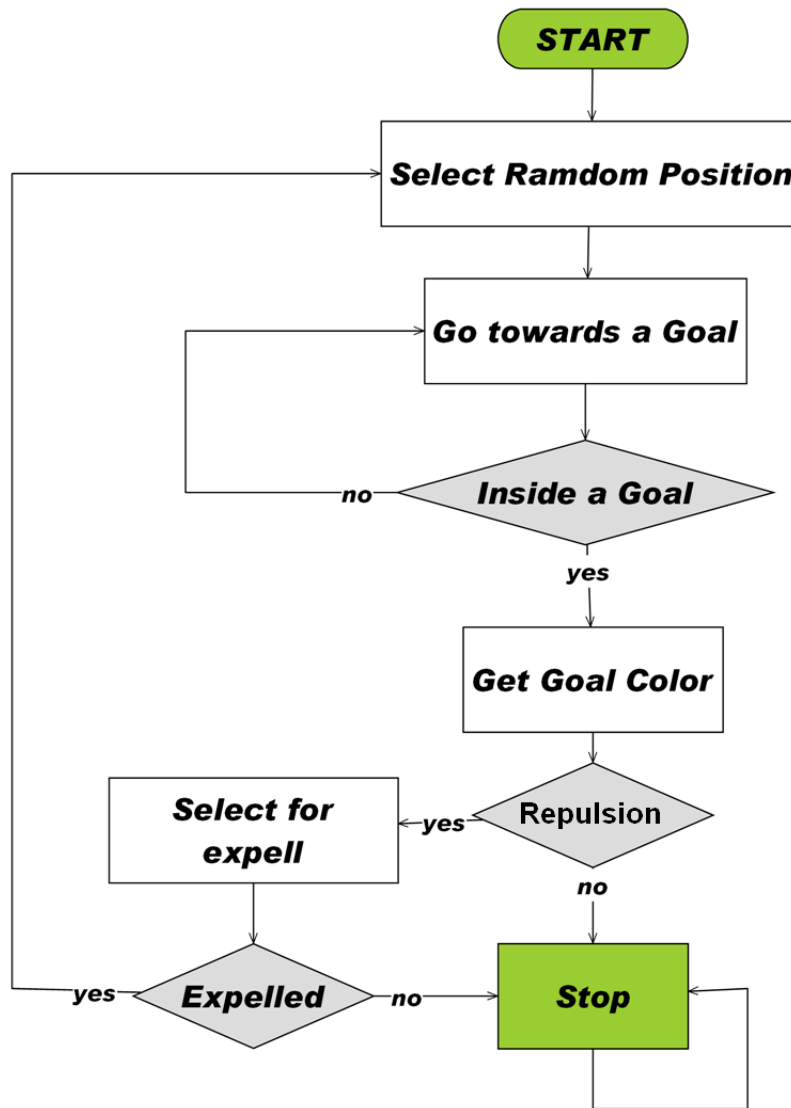 START
Select Ramdom Position
Go towards a Goal
Inside a Goal
no
yes
Get Goal Color
Select for
expell
yes
Repulsion
no
yes
Expelled
no
Stop